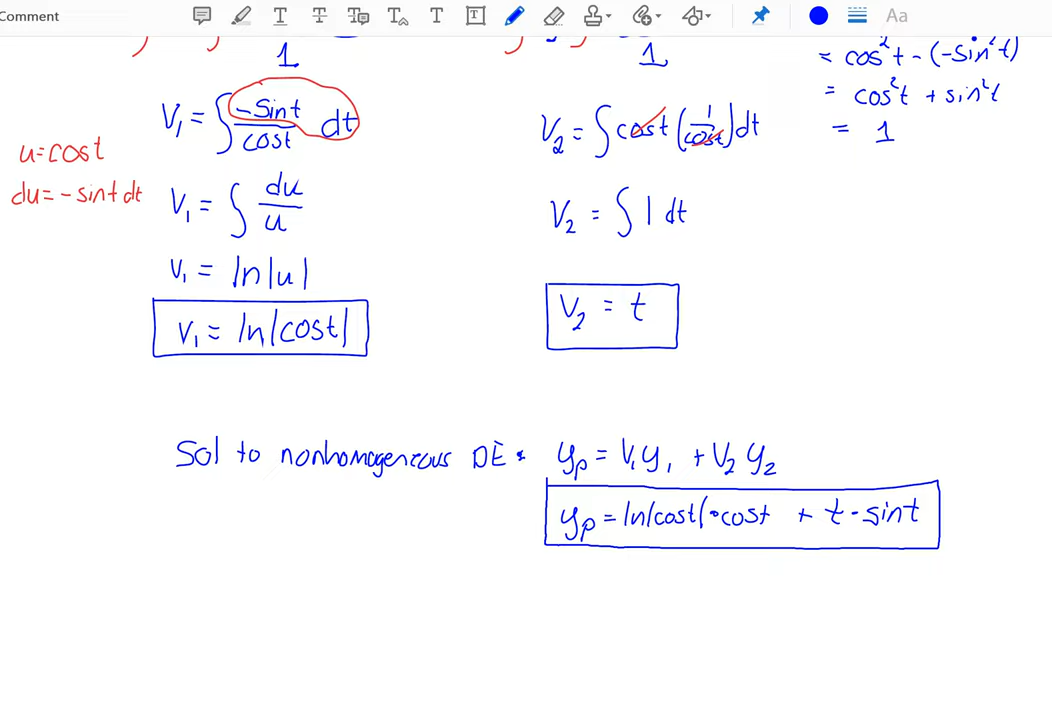 Comment
Aa
1
1
= cos²t - (-sin²t)
= cos²t + sin²t
= 1
V₁ = ∫ -sint/cost dt
u = cost
du = -sint dt
V₁ = ∫ du/u
V₁ = ln|u|
V₁ = ln|cost|
V₂ = ∫ cost (1/cost) dt
V₂ = ∫ 1 dt
V₂ = t
Sol to nonhomogeneous DE: yₚ = V₁y₁ + V₂y₂
yₚ = ln|cost|·cost + t·sint